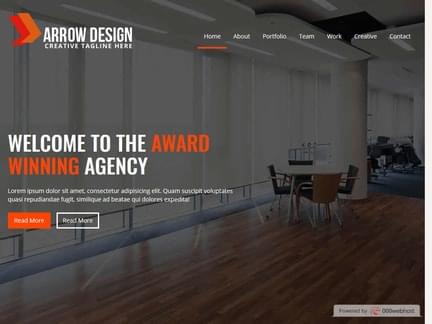 ARROW DESIGN
CREATIVE TAGLINE HERE
Home About Portfolio Team Work Creative Contact
WELCOME TO THE AWARD
WINNING AGENCY
Lorem ipsum dolor sit amet, consectetur adipisicing elit. Quam suscipit voluptates
quasi repudiandae fugit, similique ad beatae qui dolores expedita!
Read More Read More
Powered by 000webhost